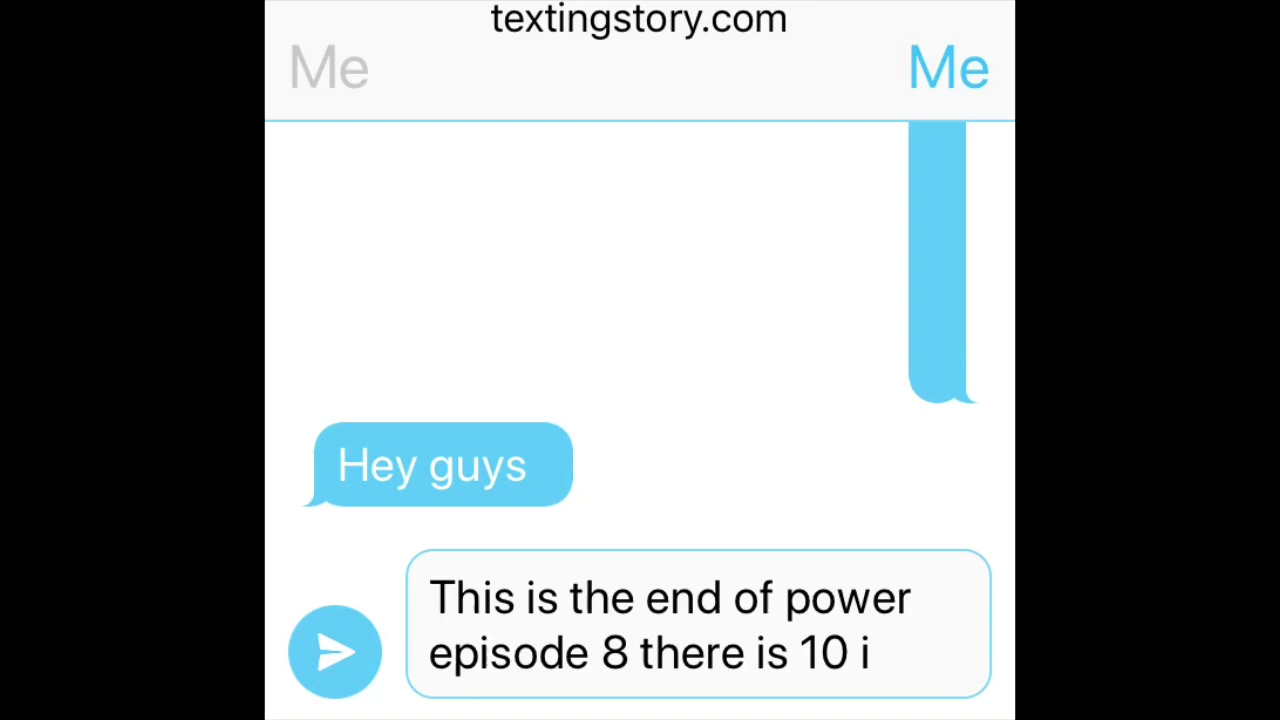 textingstory.com
Me
Me
Hey guys
This is the end of power
episode 8 there is 10 i